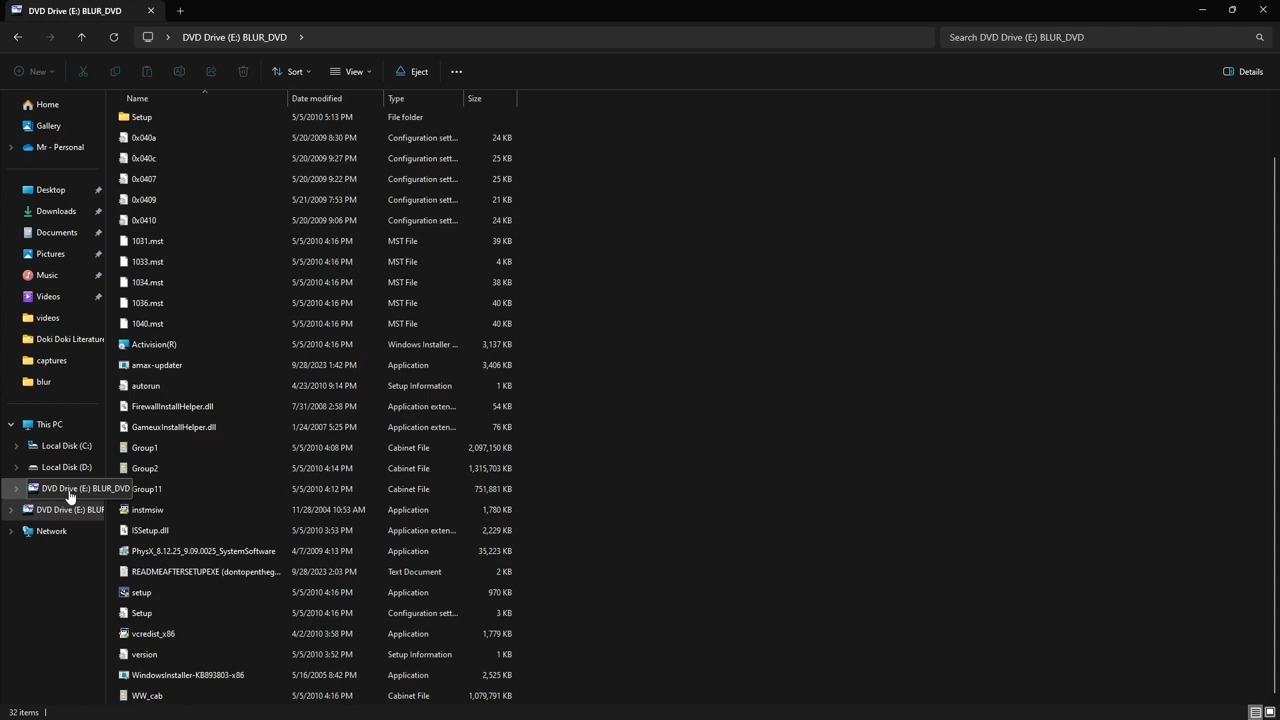 DVD Drive (E:) BLUR_DVD
DVD Drive (E:) BLUR_DVD
Search DVD Drive (E:) BLUR_DVD
New
Sort
View
Eject
Details
Home
Gallery
Mr - Personal
Desktop
Downloads
Documents
Pictures
Music
Videos
videos
Doki Doki Literature
captures
blur
This PC
Local Disk (C:)
Local Disk (D:)
DVD Drive (E:) BLUR_DVD
DVD Drive (E:) BLUR
Network
Name Date modified Type Size
Setup 5/5/2010 5:13 PM File folder
0x040a 5/20/2009 8:30 PM Configuration sett... 24 KB
0x040c 5/20/2009 9:27 PM Configuration sett... 25 KB
0x0407 5/20/2009 9:22 PM Configuration sett... 25 KB
0x0409 5/21/2009 7:53 PM Configuration sett... 21 KB
0x0410 5/20/2009 9:06 PM Configuration sett... 24 KB
1031.mst 5/5/2010 4:16 PM MST File 39 KB
1033.mst 5/5/2010 4:16 PM MST File 4 KB
1034.mst 5/5/2010 4:16 PM MST File 38 KB
1036.mst 5/5/2010 4:16 PM MST File 40 KB
1040.mst 5/5/2010 4:16 PM MST File 40 KB
Activision(R) 5/5/2010 4:16 PM Windows Installer ... 3,137 KB
amax-updater 9/28/2023 1:42 PM Application 3,406 KB
autorun 4/23/2010 9:14 PM Setup Information 1 KB
FirewallInstallHelper.dll 7/31/2008 2:58 PM Application exten... 54 KB
GameuxInstallHelper.dll 1/24/2007 5:25 PM Application exten... 76 KB
Group1 5/5/2010 4:08 PM Cabinet File 2,097,150 KB
Group2 5/5/2010 4:14 PM Cabinet File 1,315,703 KB
Group11 5/5/2010 4:12 PM Cabinet File 751,881 KB
instmsiw 11/28/2004 10:53 AM Application 1,780 KB
ISSetup.dll 5/5/2010 3:53 PM Application exten... 2,229 KB
PhysX_8.12.25_9.09.0025_SystemSoftware 4/7/2009 4:13 PM Application 35,223 KB
READMEAFTERSETUPEXE (dontopentheg... 9/28/2023 2:03 PM Text Document 2 KB
setup 5/5/2010 4:16 PM Application 970 KB
Setup 5/5/2010 4:16 PM Configuration sett... 3 KB
vcredist_x86 4/2/2010 3:58 PM Application 1,779 KB
version 5/5/2010 3:52 PM Setup Information 1 KB
WindowsInstaller-KB893803-x86 5/16/2005 8:42 PM Application 2,525 KB
WW_cab 5/5/2010 4:16 PM Cabinet File 1,079,791 KB
32 items